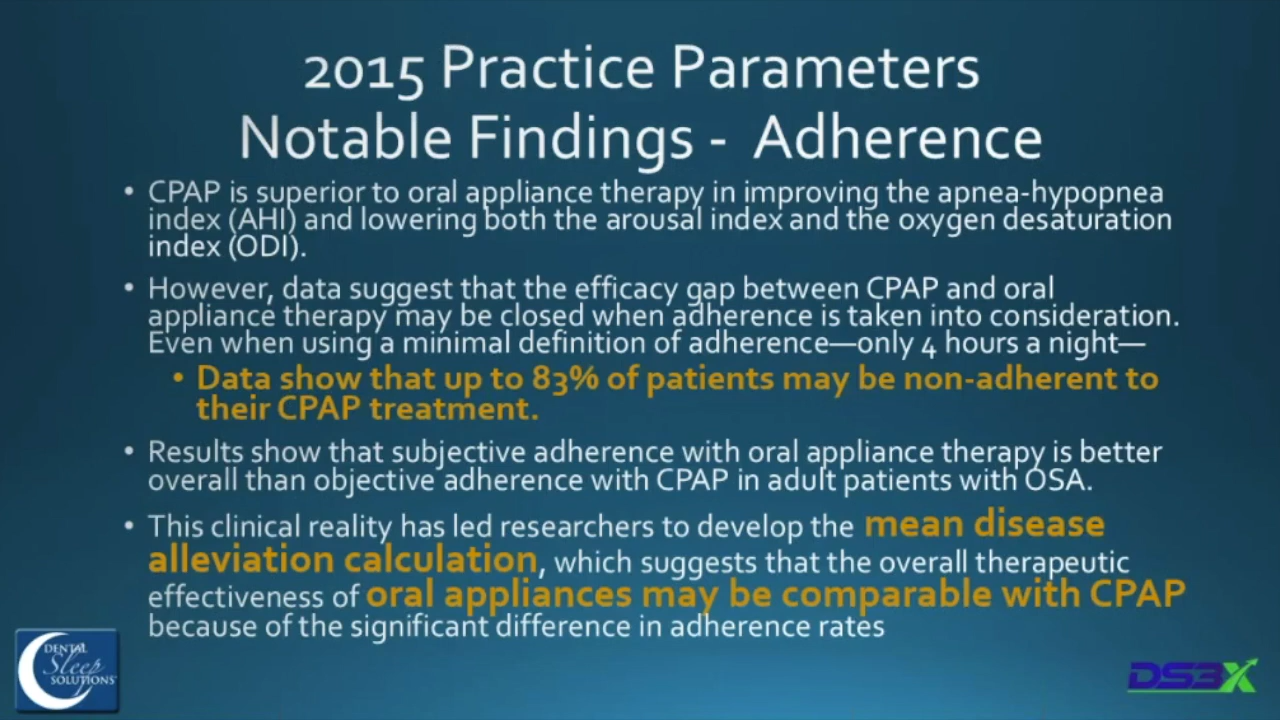 2015 Practice Parameters
Notable Findings - Adherence
• CPAP is superior to oral appliance therapy in improving the apnea-hypopnea
index (AHI) and lowering both the arousal index and the oxygen desaturation
index (ODI).
• However, data suggest that the efficacy gap between CPAP and oral
appliance therapy may be closed when adherence is taken into consideration.
Even when using a minimal definition of adherence—only 4 hours a night—
• Data show that up to 83% of patients may be non-adherent to
their CPAP treatment.
• Results show that subjective adherence with oral appliance therapy is better
overall than objective adherence with CPAP in adult patients with OSA.
• This clinical reality has led researchers to develop the mean disease
alleviation calculation, which suggests that the overall therapeutic
effectiveness of oral appliances may be comparable with CPAP
because of the significant difference in adherence rates
DENTAL
Sleep
SOLUTIONS
DS3X